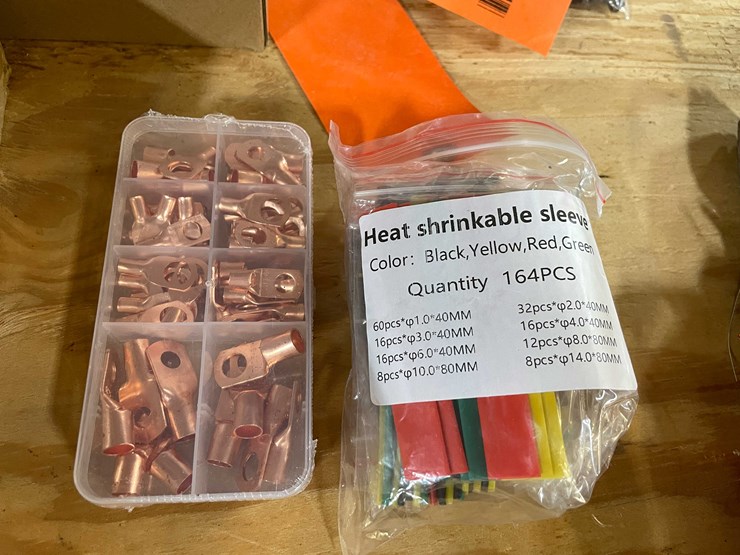 Heat shrinkable sleeve
Color: Black,Yellow,Red,Green
Quantity 164PCS
60pcs*φ1.0*40MM 32pcs*φ2.0*40MM
16pcs*φ3.0*40MM 16pcs*φ4.0*40MM
16pcs*φ6.0*40MM 12pcs*φ8.0*80MM
8pcs*φ10.0*80MM 8pcs*φ14.0*80MM